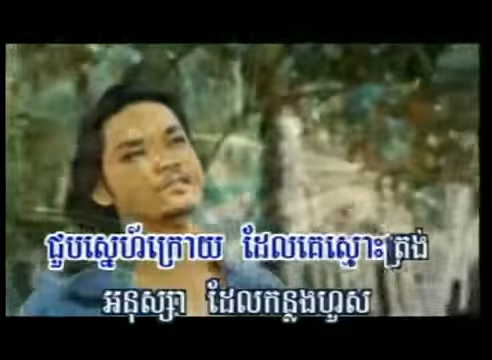 ជួបស្នេហ៍ក្រោយ ដែលគេស្មោះត្រង់
អនុស្សា ដែលកន្លងហួស